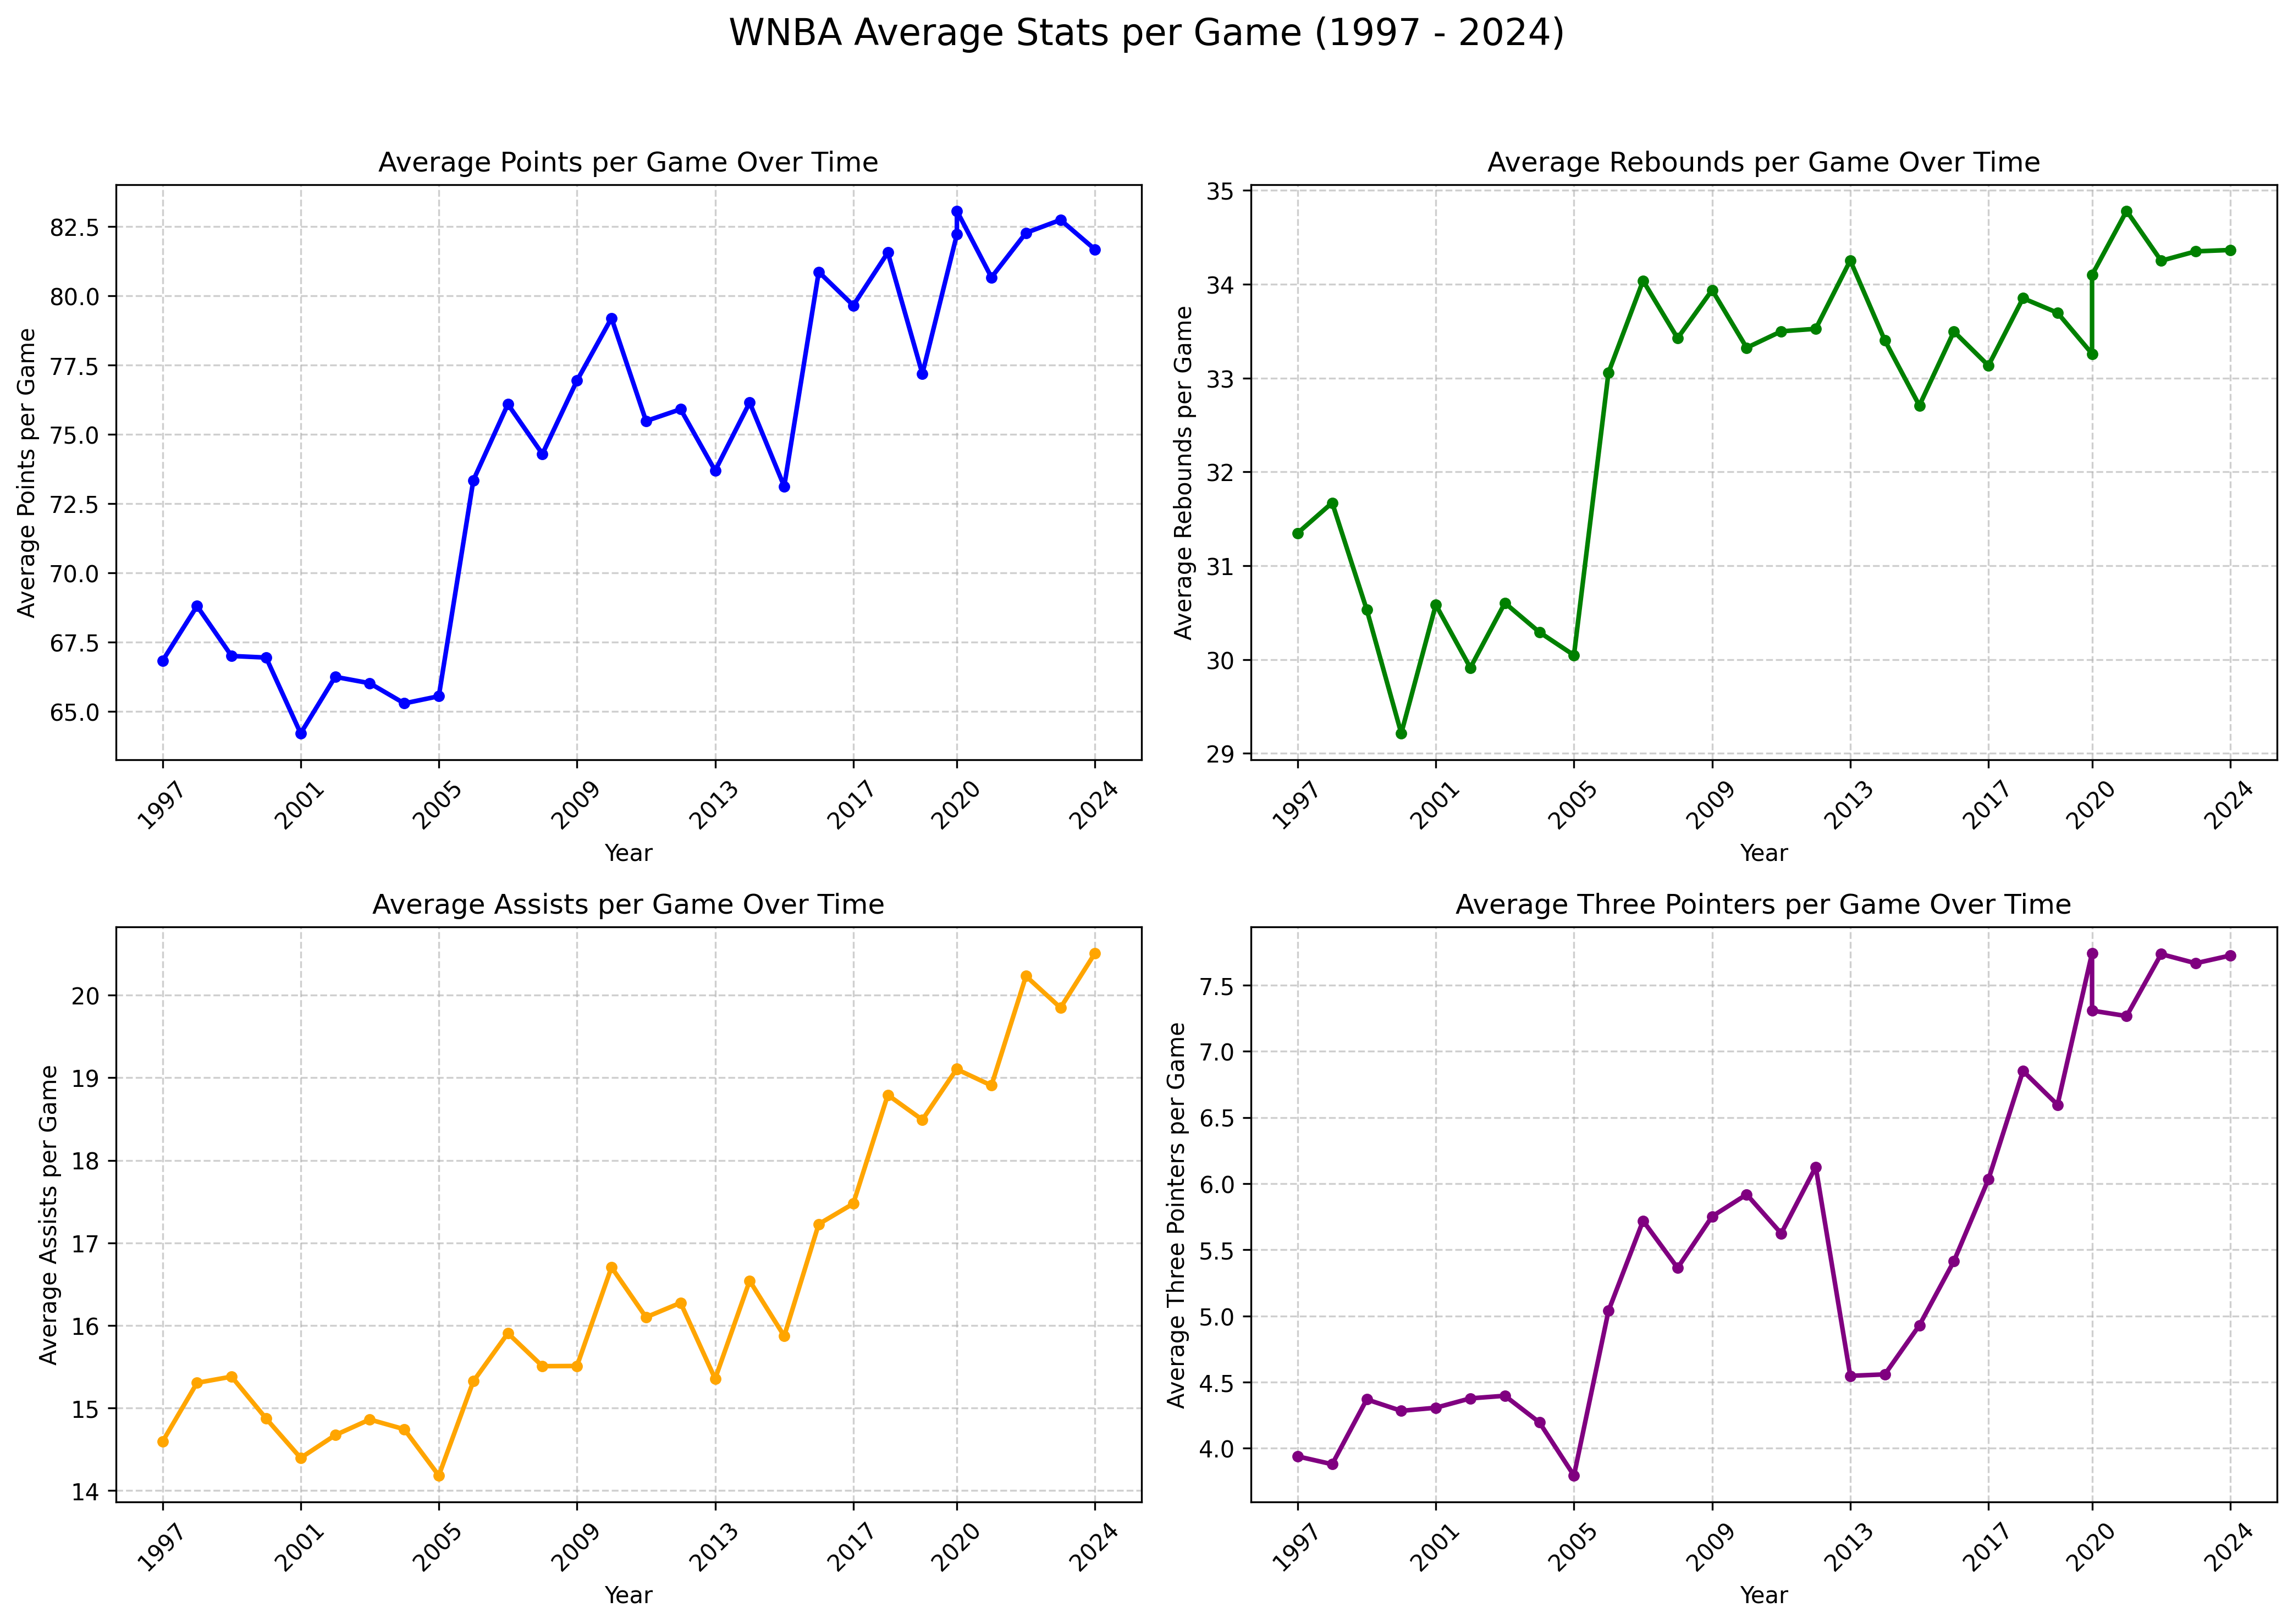 WNBA Average Stats per Game (1997 - 2024)
Average Points per Game Over Time
Average Points per Game
82.5
80.0
77.5
75.0
72.5
70.0
67.5
65.0
1997 2001 2005 2009 2013 2017 2020 2024
Year
Average Rebounds per Game Over Time
Average Rebounds per Game
35
34
33
32
31
30
29
1997 2001 2005 2009 2013 2017 2020 2024
Year
Average Assists per Game Over Time
Average Assists per Game
20
19
18
17
16
15
14
1997 2001 2005 2009 2013 2017 2020 2024
Year
Average Three Pointers per Game Over Time
Average Three Pointers per Game
7.5
7.0
6.5
6.0
5.5
5.0
4.5
4.0
1997 2001 2005 2009 2013 2017 2020 2024
Year